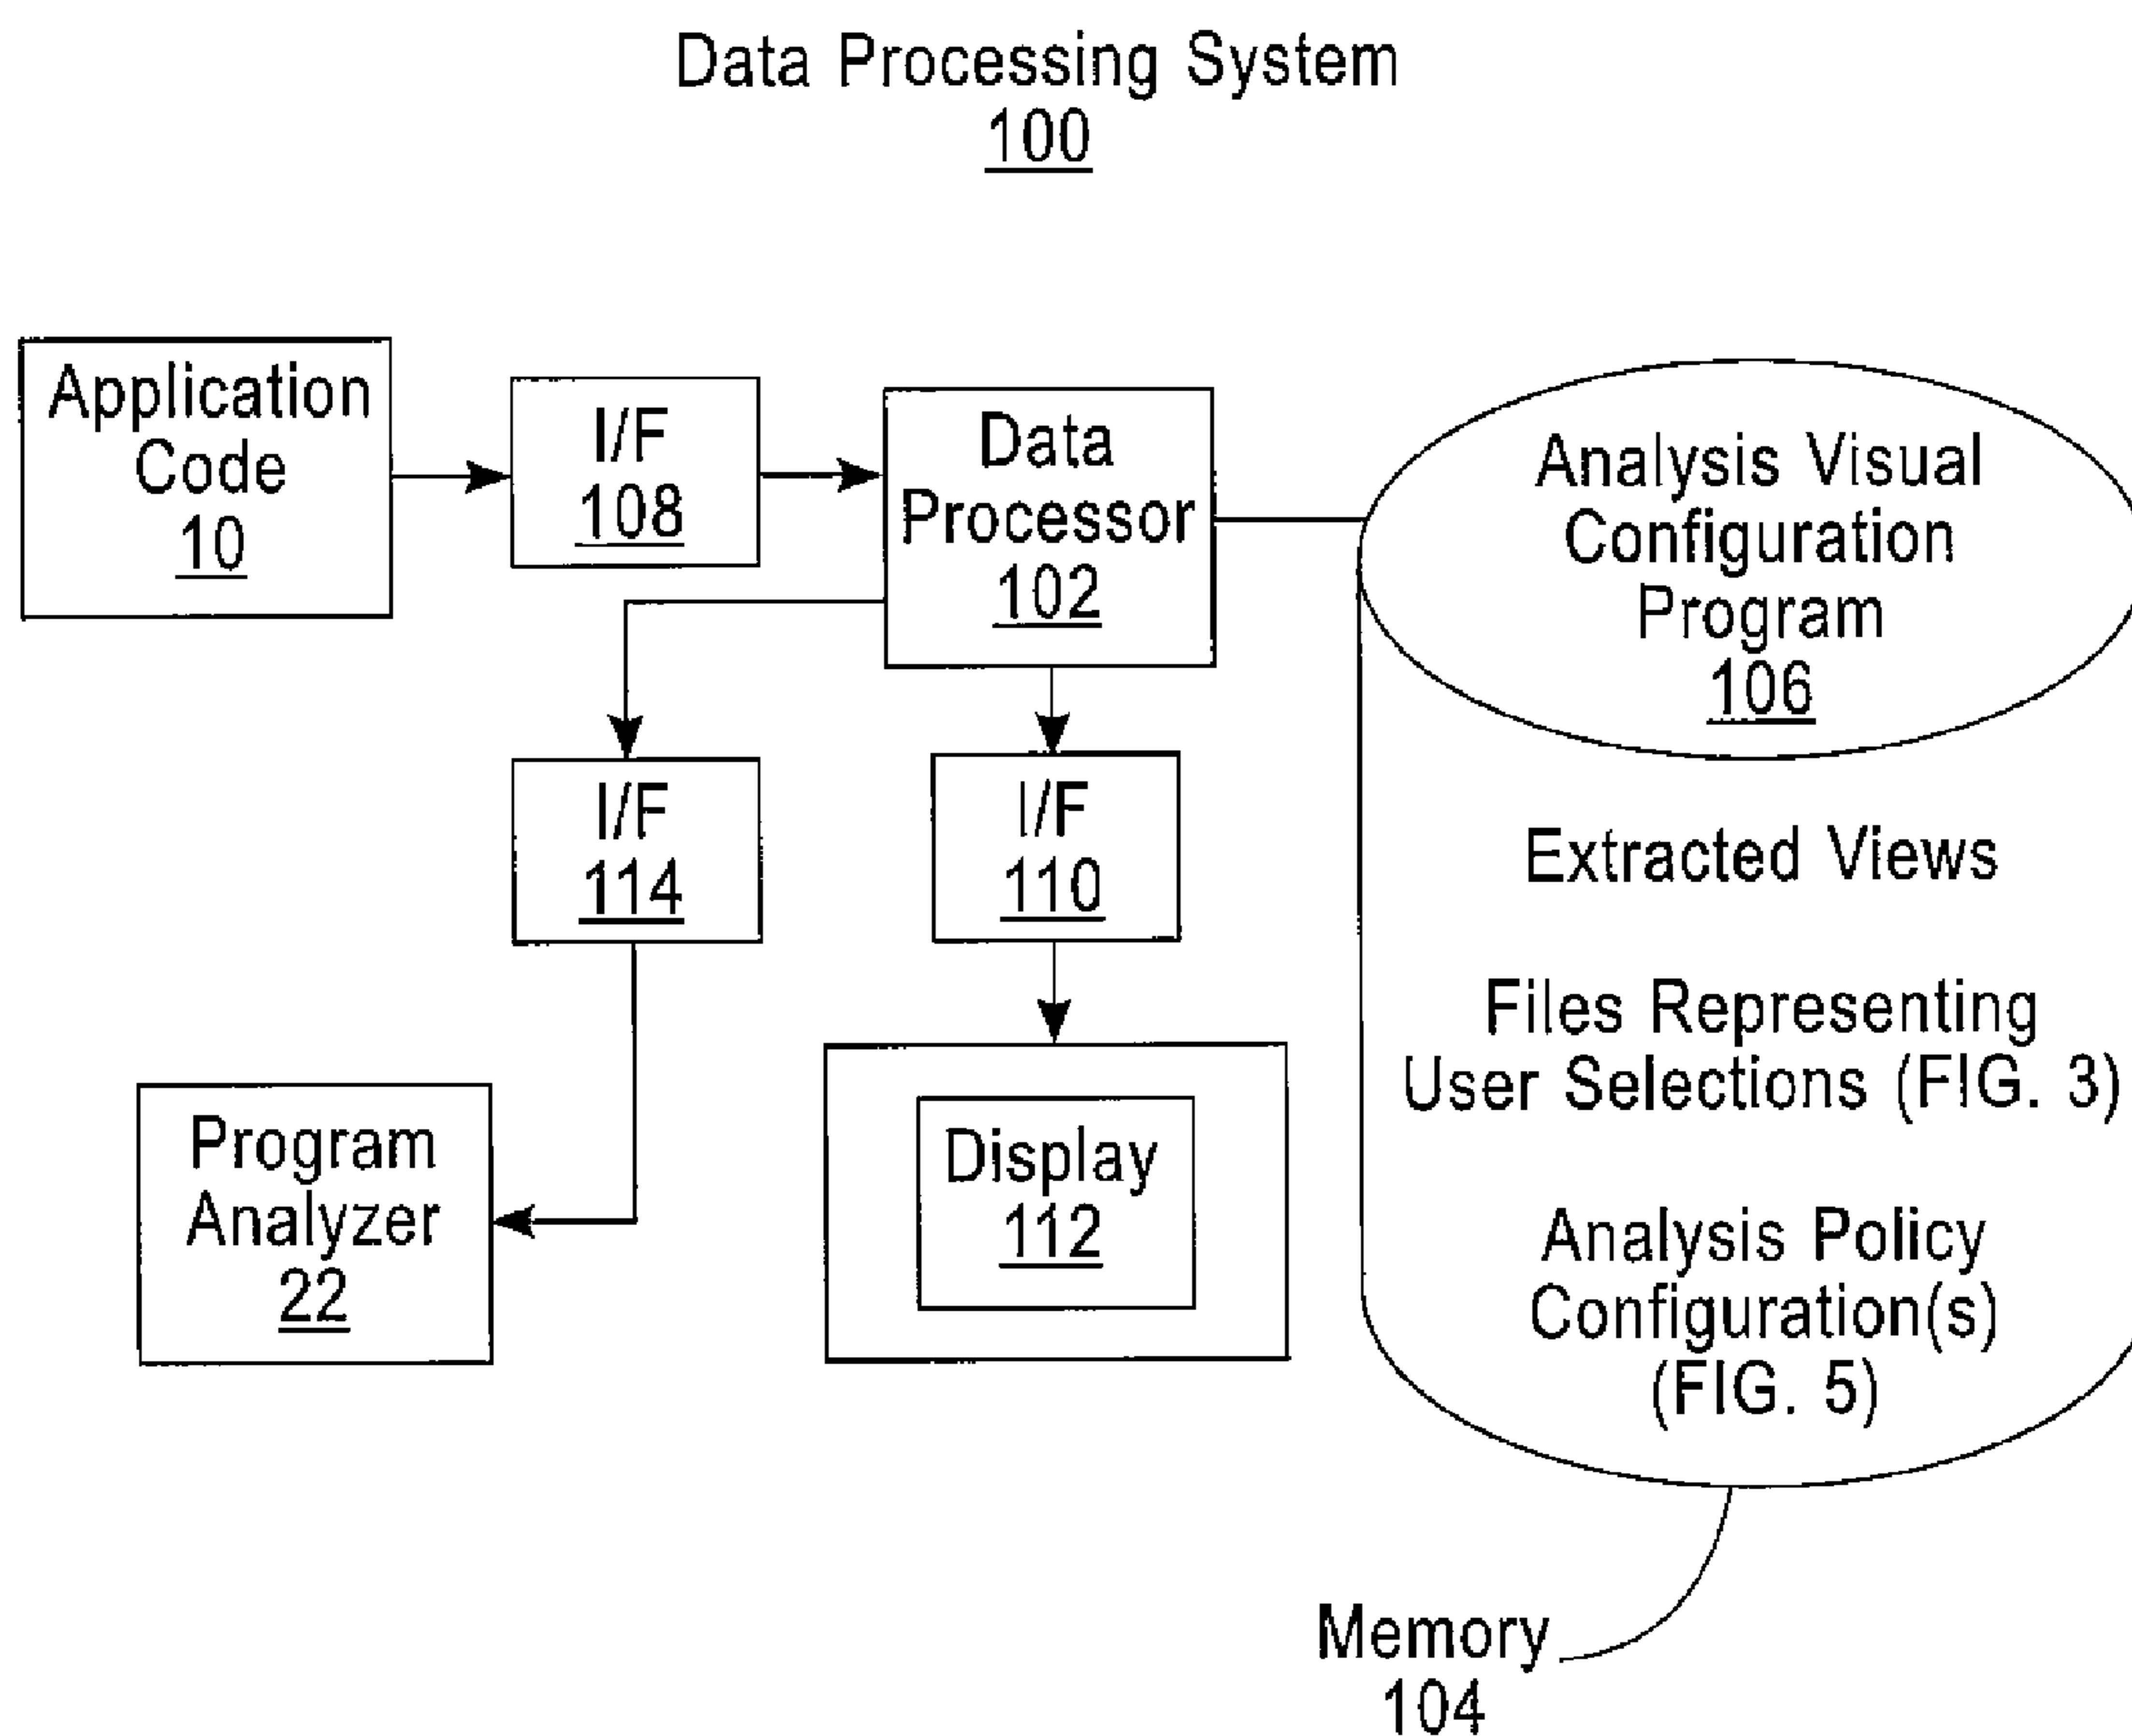 Data Processing System
100
Application
Code
10
I/F
108
Data
Processor
102
Analysis Visual
Configuration
Program
106
I/F
114
I/F
110
Extracted Views
Files Representing
User Selections (FIG. 3)
Program
Analyzer
22
Display
112
Analysis Policy
Configuration(s)
(FIG. 5)
Memory
104